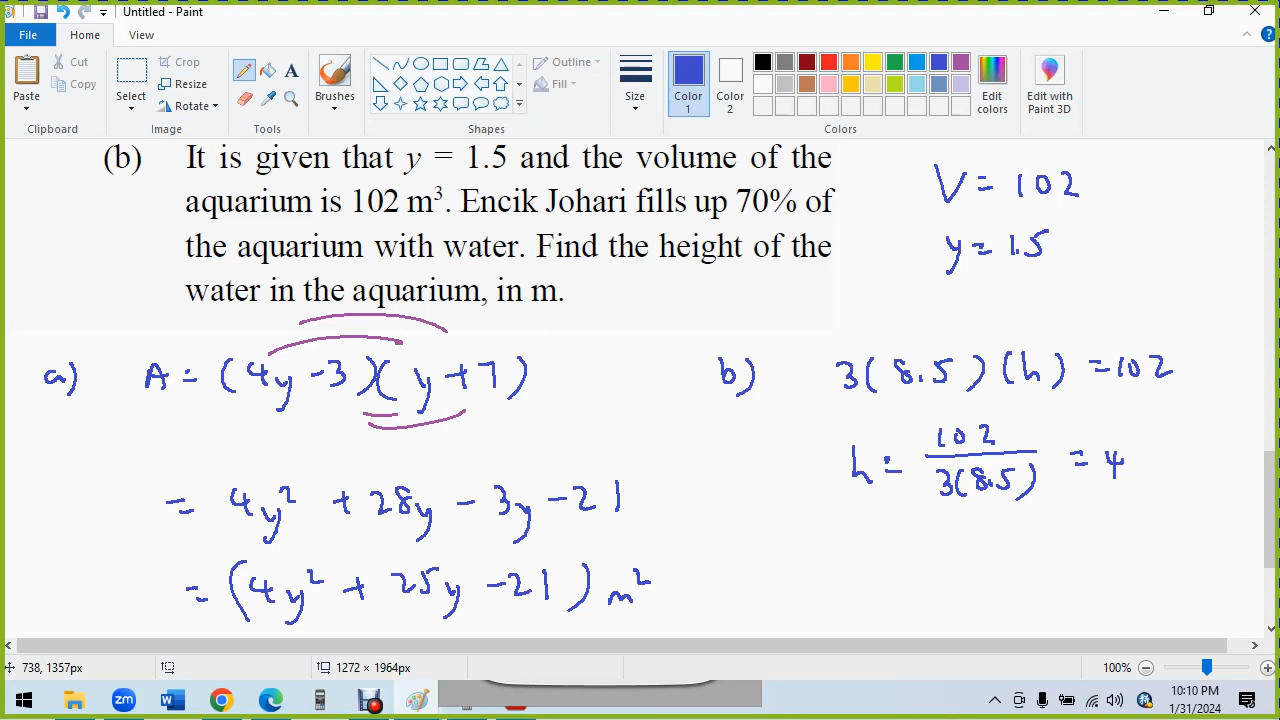 Untitled - Paint
File Home View
Paste
Cut
Copy
Clipboard
Select
Crop
Resize
Rotate
Image
A
Tools
Brushes
Outline
Fill
Shapes
Size
Color 1
Color 2
Edit colors
Edit with Paint 3D
Colors
(b) It is given that y = 1.5 and the volume of the
aquarium is 102 m³. Encik Johari fills up 70% of
the aquarium with water. Find the height of the
water in the aquarium, in m.
V = 102
y = 1.5
a) A = (4y - 3)(y + 7)
= 4y² + 28y - 3y - 21
= (4y² + 25y - 21) m²
b) 3(8.5)(h) = 102
h = 102 / 3(8.5) = 4
738, 1357px
1272 × 1964px
100%
zm
W
10:10 PM
1/31/2024